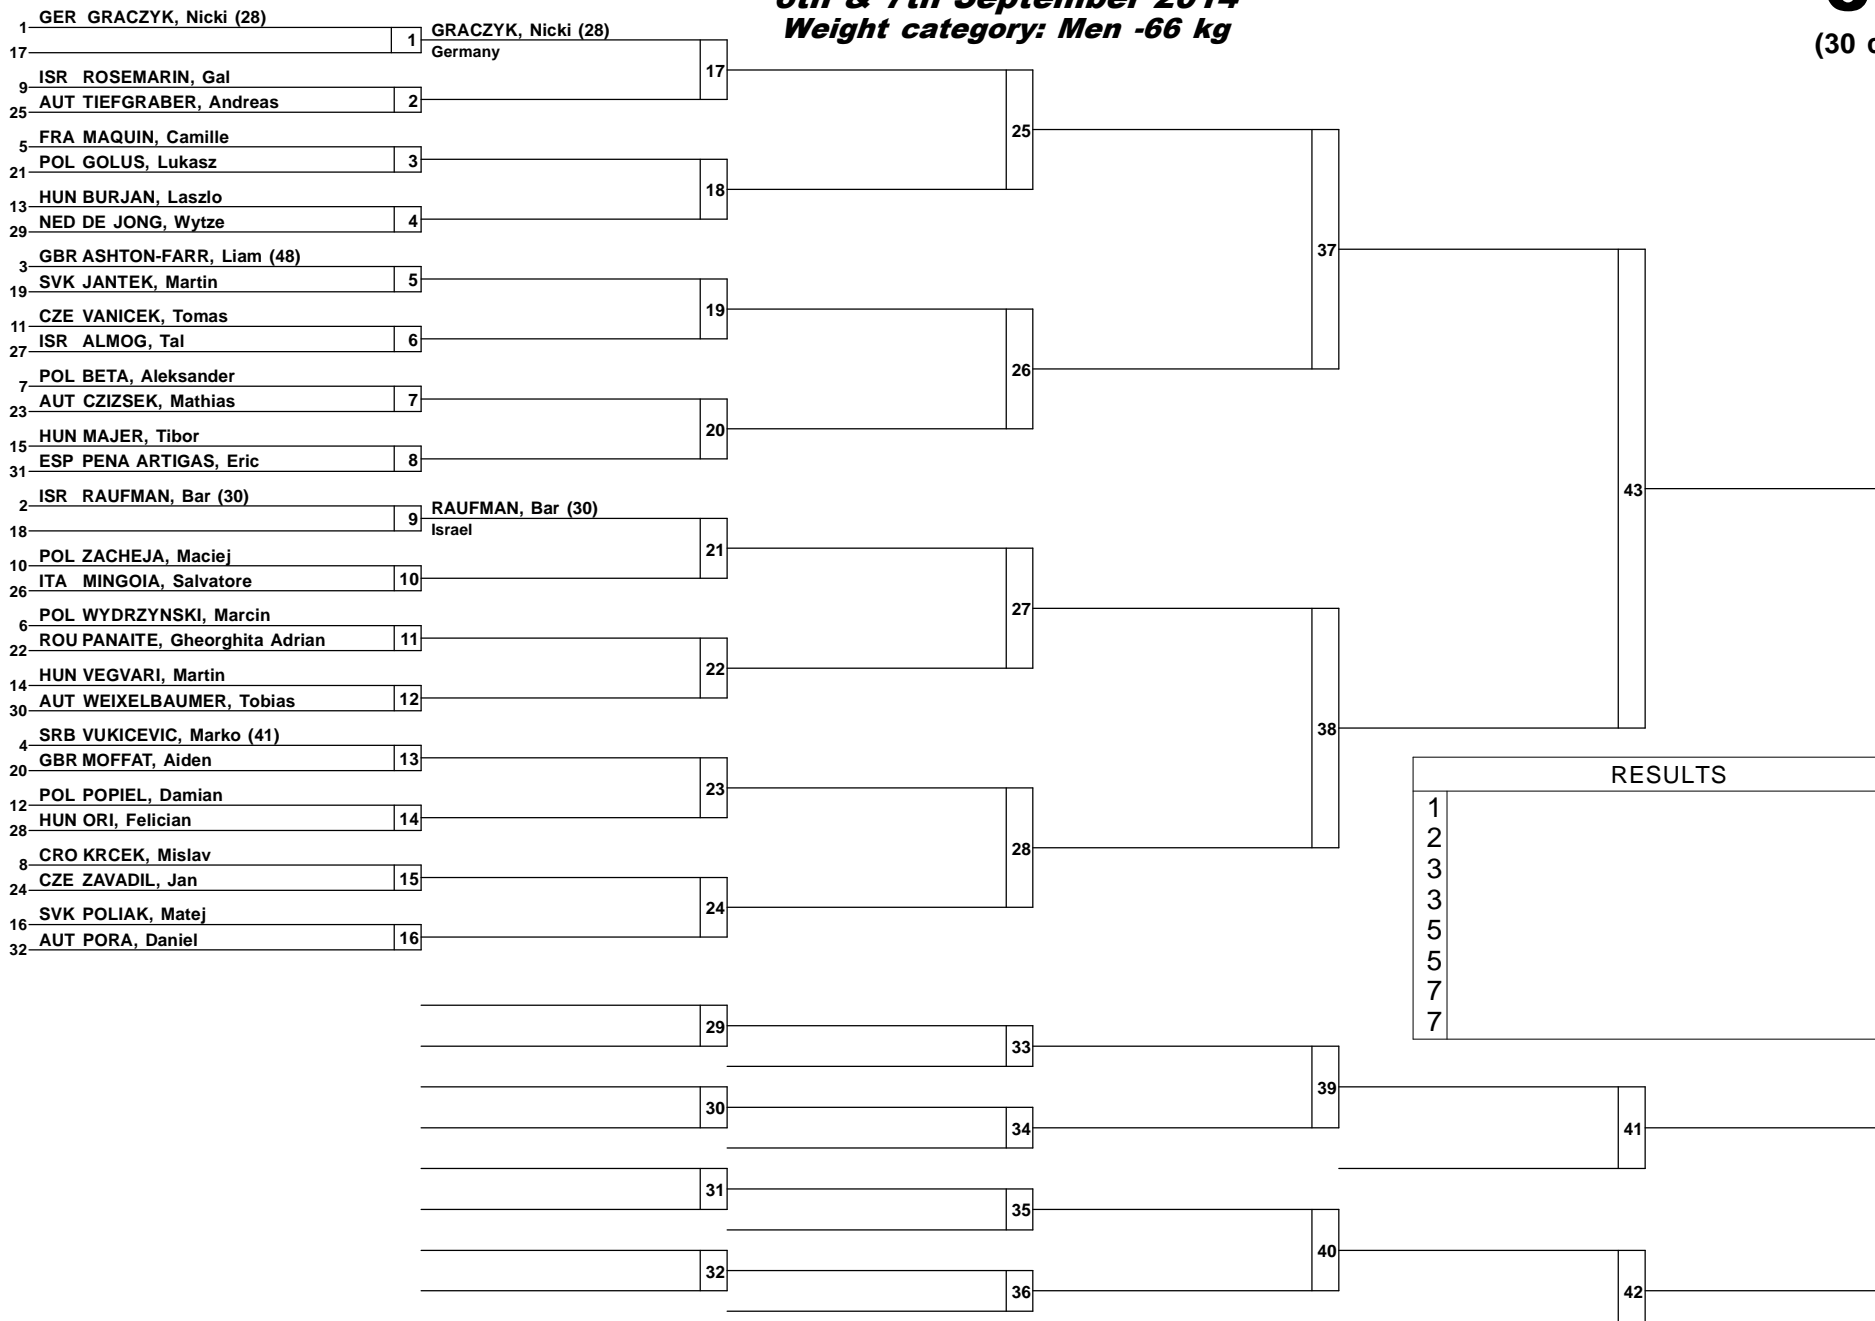 6th & 7th September 2014
Weight category: Men -66 kg
(30
1 GER GRACZYK, Nicki (28)
17
1
GRACZYK, Nicki (28)
Germany
9 ISR ROSEMARIN, Gal
25 AUT TIEFGRABER, Andreas
2
17
5 FRA MAQUIN, Camille
21 POL GOLUS, Lukasz
3
13 HUN BURJAN, Laszlo
29 NED DE JONG, Wytze
4
18
25
3 GBR ASHTON-FARR, Liam (48)
19 SVK JANTEK, Martin
5
11 CZE VANICEK, Tomas
27 ISR ALMOG, Tal
6
19
7 POL BETA, Aleksander
23 AUT CZIZSEK, Mathias
7
15 HUN MAJER, Tibor
31 ESP PENA ARTIGAS, Eric
8
20
26
37
2 ISR RAUFMAN, Bar (30)
18
9
RAUFMAN, Bar (30)
Israel
10 POL ZACHEJA, Maciej
26 ITA MINGOIA, Salvatore
10
21
6 POL WYDRZYNSKI, Marcin
22 ROU PANAITE, Gheorghita Adrian
11
14 HUN VEGVARI, Martin
30 AUT WEIXELBAUMER, Tobias
12
22
27
4 SRB VUKICEVIC, Marko (41)
20 GBR MOFFAT, Aiden
13
12 POL POPIEL, Damian
28 HUN ORI, Felician
14
23
8 CRO KRCEK, Mislav
24 CZE ZAVADIL, Jan
15
16 SVK POLIAK, Matej
32 AUT PORA, Daniel
16
24
28
38
43
RESULTS
1
2
3
3
5
5
7
7
29
33
30
34
39
41
31
35
32
36
40
42